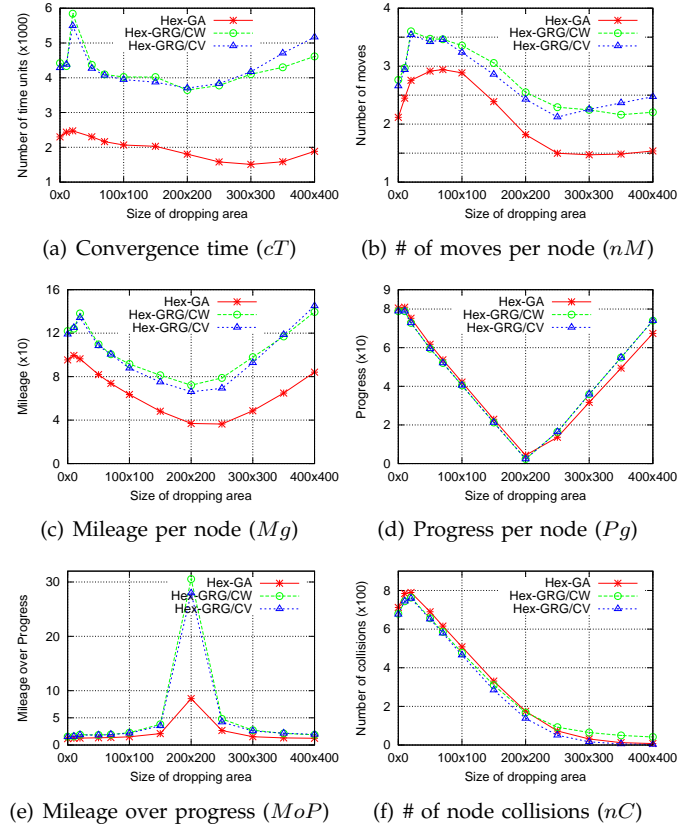 Number of time units (x1000)
6
5
4
3
2
1
Hex-GA
Hex-GRG/CW
Hex-GRG/CV
0x0 100x100 200x200 300x300 400x400
Size of dropping area
(a) Convergence time (cT)
Number of moves
4
3
2
1
Hex-GA
Hex-GRG/CW
Hex-GRG/CV
0x0 100x100 200x200 300x300 400x400
Size of dropping area
(b) # of moves per node (nM)
Mileage (x10)
16
12
8
4
0
Hex-GA
Hex-GRG/CW
Hex-GRG/CV
0x0 100x100 200x200 300x300 400x400
Size of dropping area
(c) Mileage per node (Mg)
Progress (x10)
8
6
4
2
0
Hex-GA
Hex-GRG/CW
Hex-GRG/CV
0x0 100x100 200x200 300x300 400x400
Size of dropping area
(d) Progress per node (Pg)
Mileage over Progress
30
20
10
5
0
Hex-GA
Hex-GRG/CW
Hex-GRG/CV
0x0 100x100 200x200 300x300 400x400
Size of dropping area
(e) Mileage over progress (MoP)
Number of collisions (x100)
8
6
4
2
0
Hex-GA
Hex-GRG/CW
Hex-GRG/CV
0x0 100x100 200x200 300x300 400x400
Size of dropping area
(f) # of node collisions (nC)